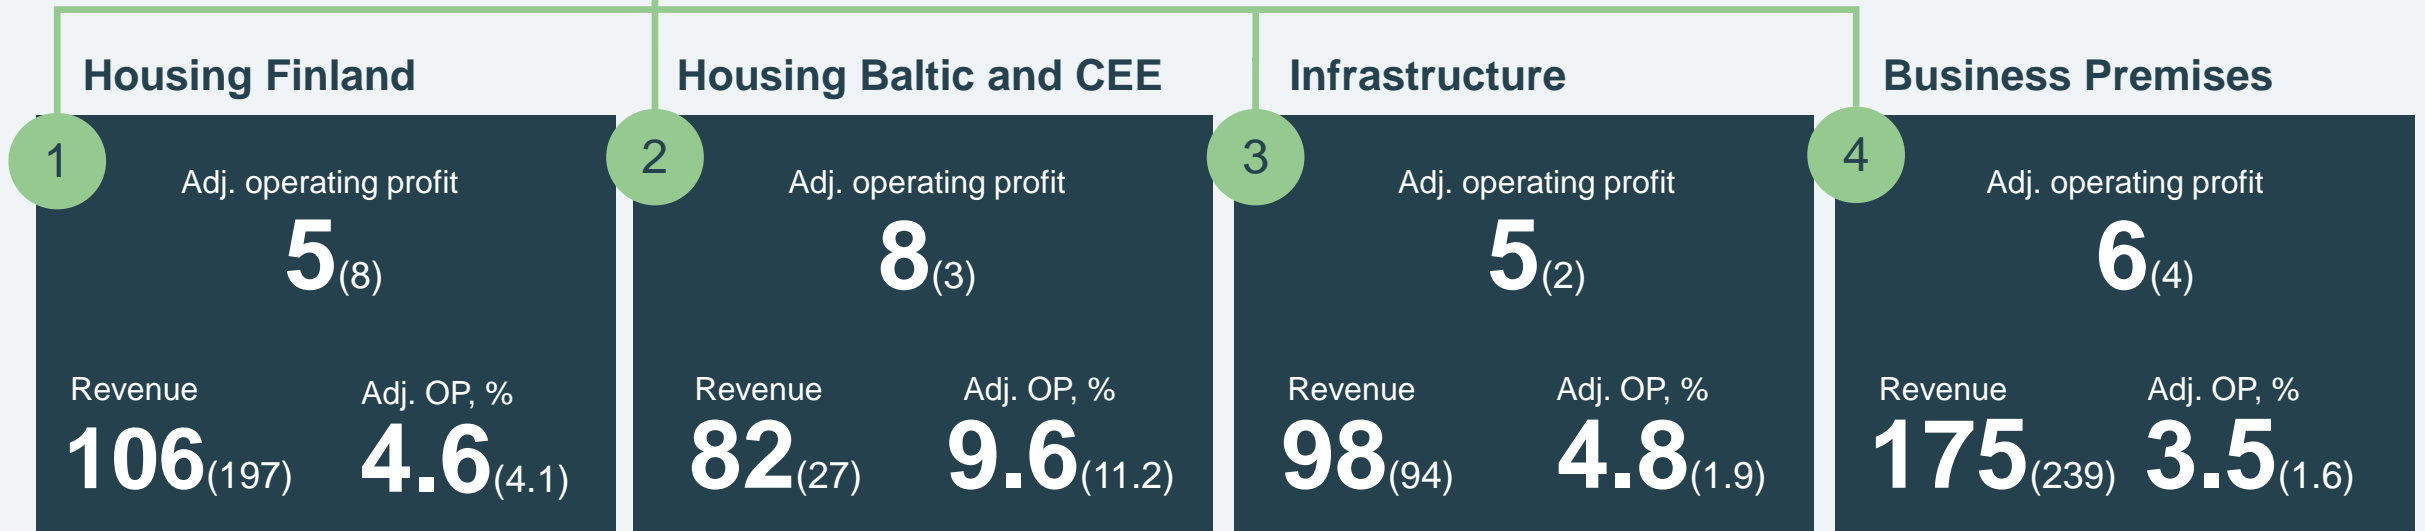 Housing Finland
1
Adj. operating profit
5(8)
Revenue
106(197)
Adj. OP, %
4.6(4.1)
Housing Baltic and CEE
2
Adj. operating profit
8(3)
Revenue
82(27)
Adj. OP, %
9.6(11.2)
Infrastructure
3
Adj. operating profit
5(2)
Revenue
98(94)
Adj. OP, %
4.8(1.9)
Business Premises
4
Adj. operating profit
6(4)
Revenue
175(239)
Adj. OP, %
3.5(1.6)